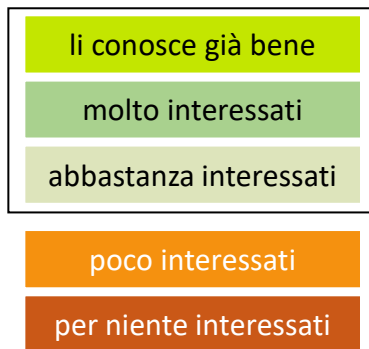 li conosce già bene
molto interessati
abbastanza interessati
poco interessati
per niente interessati